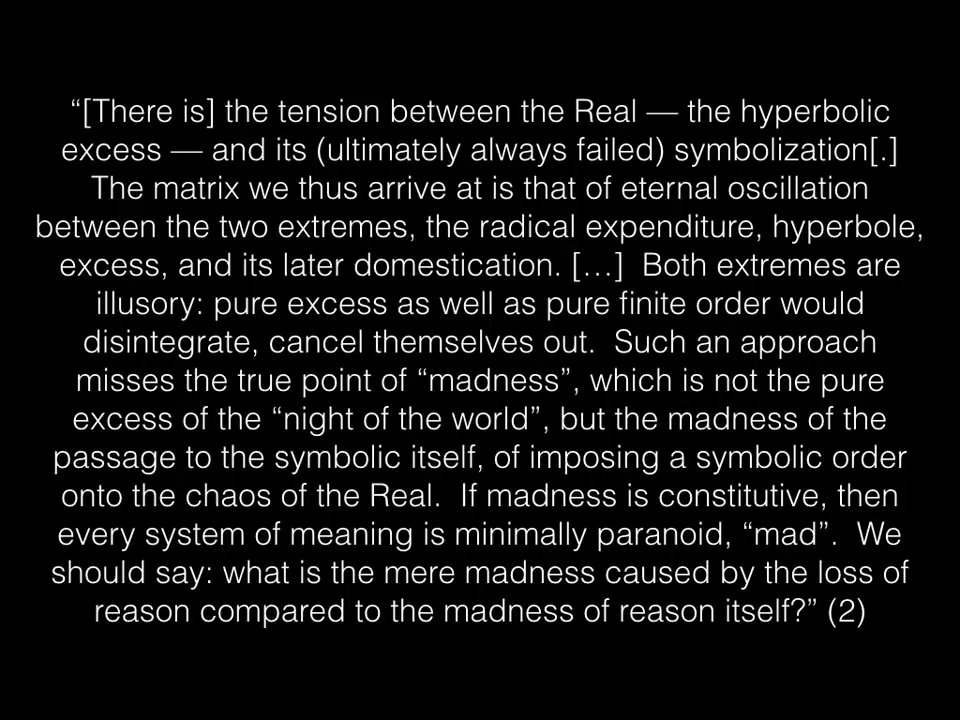 “[There is] the tension between the Real — the hyperbolic
excess — and its (ultimately always failed) symbolization[.]
The matrix we thus arrive at is that of eternal oscillation
between the two extremes, the radical expenditure, hyperbole,
excess, and its later domestication. […]  Both extremes are
illusory: pure excess as well as pure finite order would
disintegrate, cancel themselves out.  Such an approach
misses the true point of “madness”, which is not the pure
excess of the “night of the world”, but the madness of the
passage to the symbolic itself, of imposing a symbolic order
onto the chaos of the Real.  If madness is constitutive, then
every system of meaning is minimally paranoid, “mad”.  We
should say: what is the mere madness caused by the loss of
reason compared to the madness of reason itself?” (2)